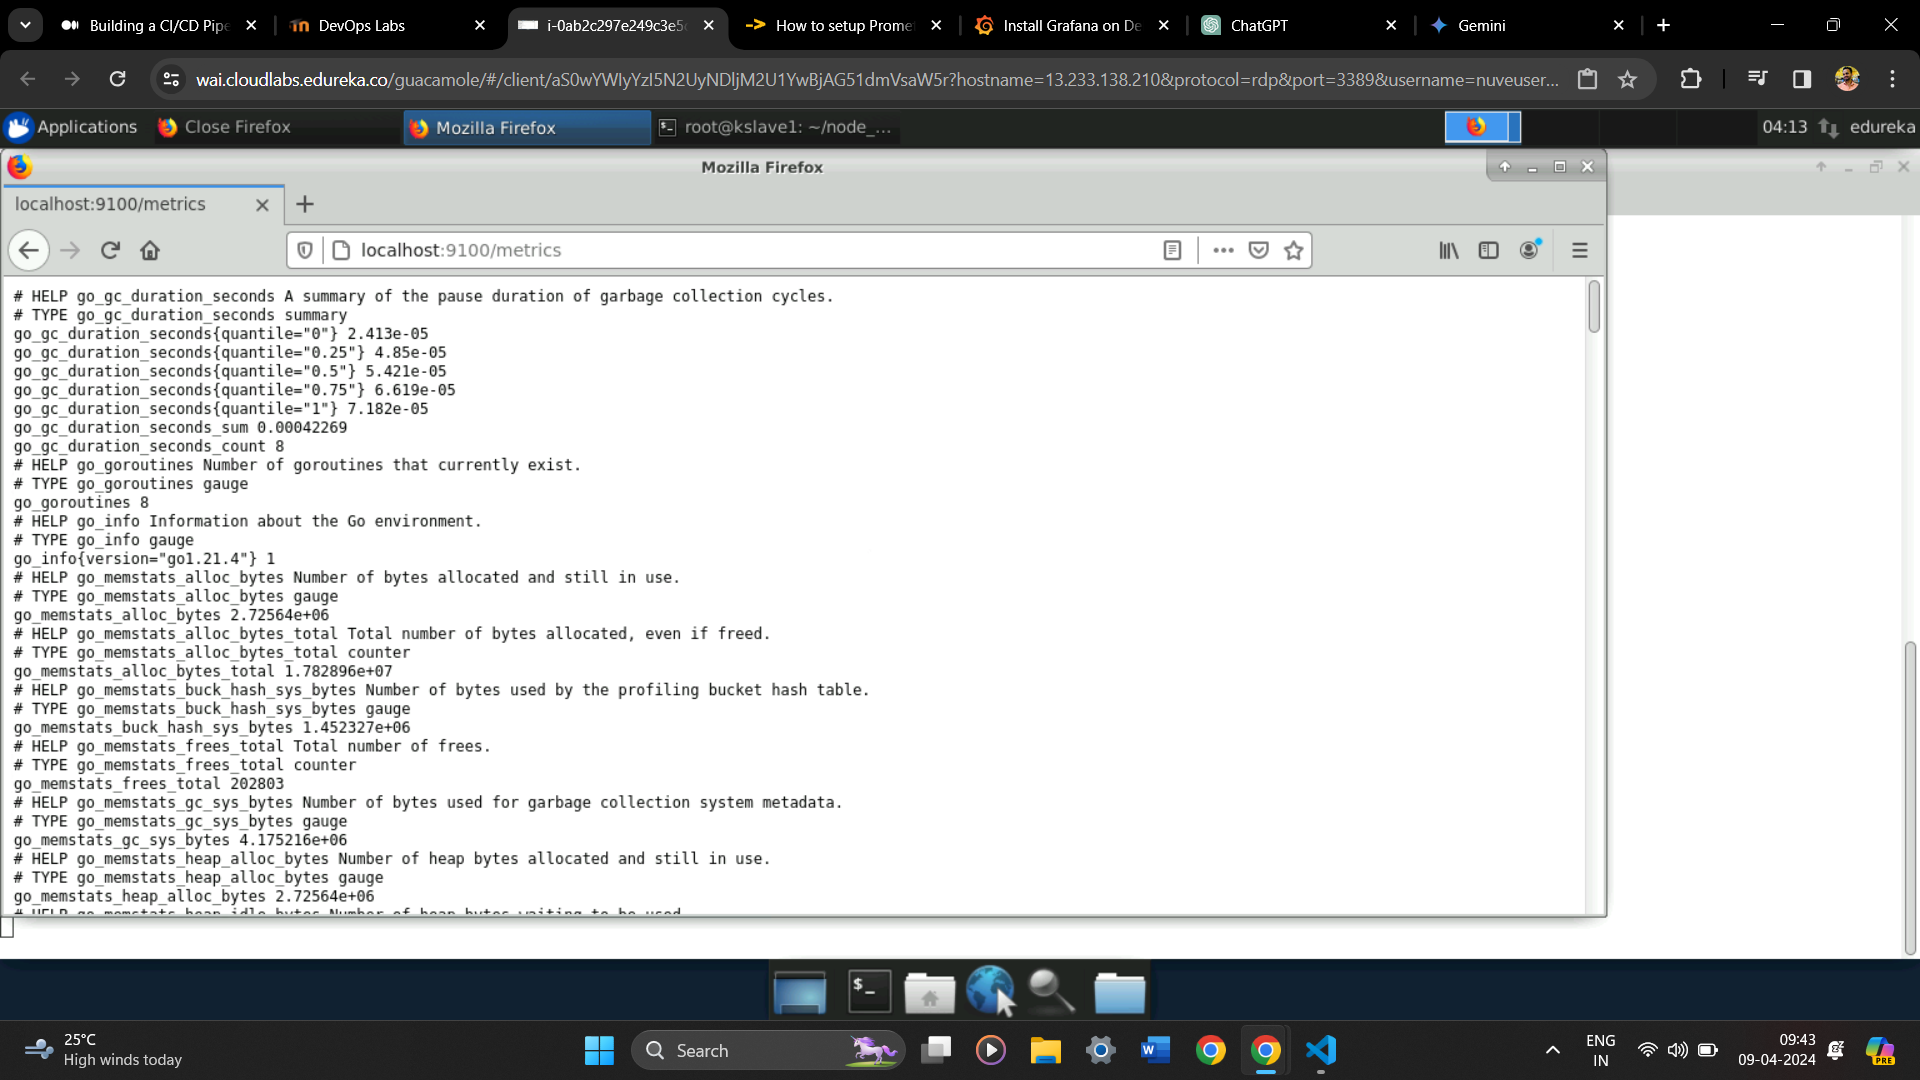 Building a CI/CD Pipe
DevOps Labs
i-0ab2c297e249c3e5
How to setup Prome
Install Grafana on De
ChatGPT
Gemini
wai.cloudlabs.edureka.co/guacamole/#/client/aS0wYWIyYzI5N2UyNDljM2U1YwBjAG51dmVsaW5r?hostname=13.233.138.210&protocol=rdp&port=3389&username=nuveuser...
Applications
Close Firefox
Mozilla Firefox
root@kslave1: ~/node_...
04:13
edureka
Mozilla Firefox
localhost:9100/metrics
localhost:9100/metrics
# HELP go_gc_duration_seconds A summary of the pause duration of garbage collection cycles.
# TYPE go_gc_duration_seconds summary
go_gc_duration_seconds{quantile="0"} 2.413e-05
go_gc_duration_seconds{quantile="0.25"} 4.85e-05
go_gc_duration_seconds{quantile="0.5"} 5.421e-05
go_gc_duration_seconds{quantile="0.75"} 6.619e-05
go_gc_duration_seconds{quantile="1"} 7.182e-05
go_gc_duration_seconds_sum 0.00042269
go_gc_duration_seconds_count 8
# HELP go_goroutines Number of goroutines that currently exist.
# TYPE go_goroutines gauge
go_goroutines 8
# HELP go_info Information about the Go environment.
# TYPE go_info gauge
go_info{version="go1.21.4"} 1
# HELP go_memstats_alloc_bytes Number of bytes allocated and still in use.
# TYPE go_memstats_alloc_bytes gauge
go_memstats_alloc_bytes 2.72564e+06
# HELP go_memstats_alloc_bytes_total Total number of bytes allocated, even if freed.
# TYPE go_memstats_alloc_bytes_total counter
go_memstats_alloc_bytes_total 1.782896e+07
# HELP go_memstats_buck_hash_sys_bytes Number of bytes used by the profiling bucket hash table.
# TYPE go_memstats_buck_hash_sys_bytes gauge
go_memstats_buck_hash_sys_bytes 1.452327e+06
# HELP go_memstats_frees_total Total number of frees.
# TYPE go_memstats_frees_total counter
go_memstats_frees_total 202803
# HELP go_memstats_gc_sys_bytes Number of bytes used for garbage collection system metadata.
# TYPE go_memstats_gc_sys_bytes gauge
go_memstats_gc_sys_bytes 4.175216e+06
# HELP go_memstats_heap_alloc_bytes Number of heap bytes allocated and still in use.
# TYPE go_memstats_heap_alloc_bytes gauge
go_memstats_heap_alloc_bytes 2.72564e+06
# HELP go_memstats_heap_idle_bytes Number of heap bytes waiting to be used.
25°C
High winds today
Search
ENG
IN
09:43
09-04-2024
PRE